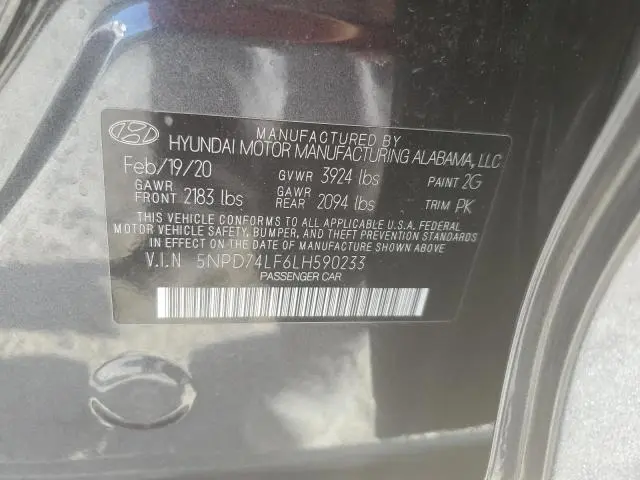 MANUFACTURED BY
HYUNDAI MOTOR MANUFACTURING ALABAMA, LLC
Feb/19/20 GVWR 3924 lbs PAINT 2G
GAWR FRONT 2183 lbs GAWR REAR 2094 lbs TRIM PK
THIS VEHICLE CONFORMS TO ALL APPLICABLE U.S.A. FEDERAL
MOTOR VEHICLE SAFETY, BUMPER, AND THEFT PREVENTION STANDARDS
IN EFFECT ON THE DATE OF MANUFACTURE SHOWN ABOVE.
V.I.N 5NPD74LF6LH590233
PASSENGER CAR